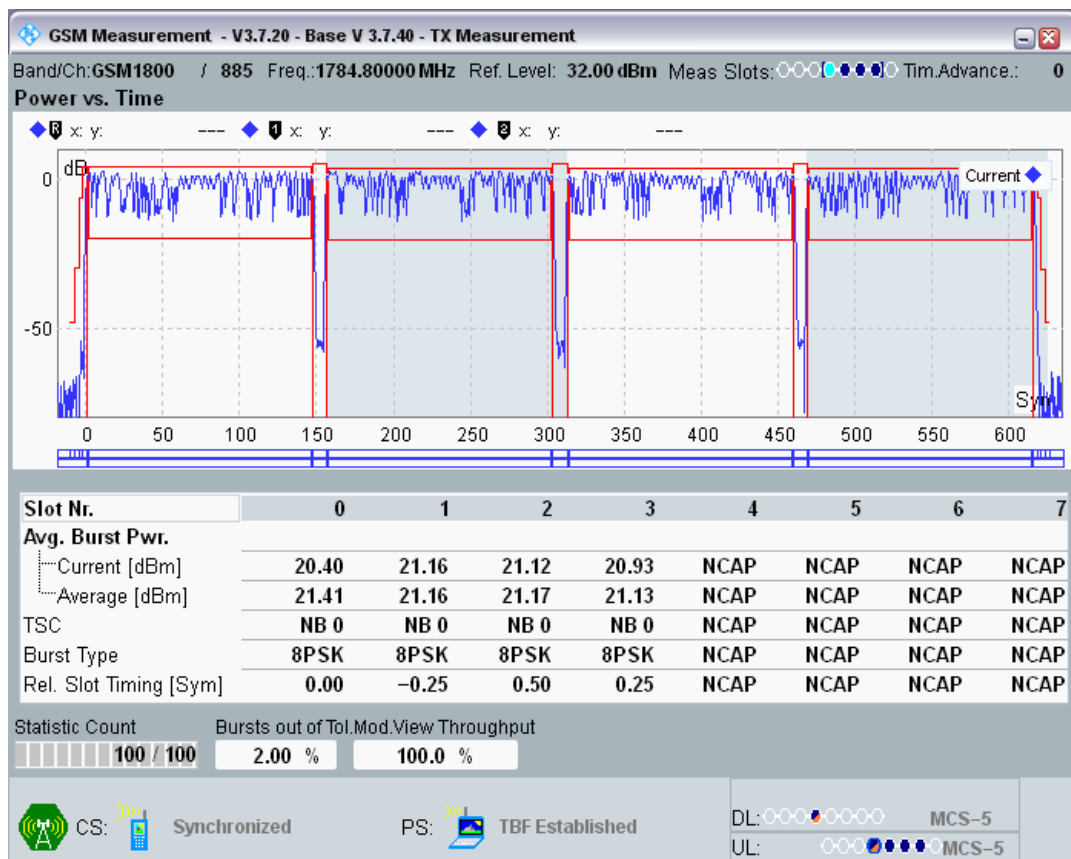 GSM Measurement - V3.7.20 - Base V 3.7.40 - TX Measurement
Band/Ch:GSM1800 / 885 Freq.:1784.80000 MHz Ref. Level: 32.00 dBm Meas Slots: Tim.Advance.: 0
Power vs. Time
R x: y: --- 1 x: y: --- 2 x: y: ---
dB
0
Current
-50
Sym
0 50 100 150 200 250 300 350 400 450 500 550 600
Slot Nr. 0 1 2 3 4 5 6 7
Avg. Burst Pwr.
Current [dBm] 20.40 21.16 21.12 20.93 NCAP NCAP NCAP NCAP
Average [dBm] 21.41 21.16 21.17 21.13 NCAP NCAP NCAP NCAP
TSC NB 0 NB 0 NB 0 NB 0 NCAP NCAP NCAP NCAP
Burst Type 8PSK 8PSK 8PSK 8PSK NCAP NCAP NCAP NCAP
Rel. Slot Timing [Sym] 0.00 −0.25 0.50 0.25 NCAP NCAP NCAP NCAP
Statistic Count Bursts out of Tol.Mod.View Throughput
100 / 100 2.00 % 100.0 %
CS: Synchronized PS: TBF Established
DL: MCS−5
UL: MCS−5